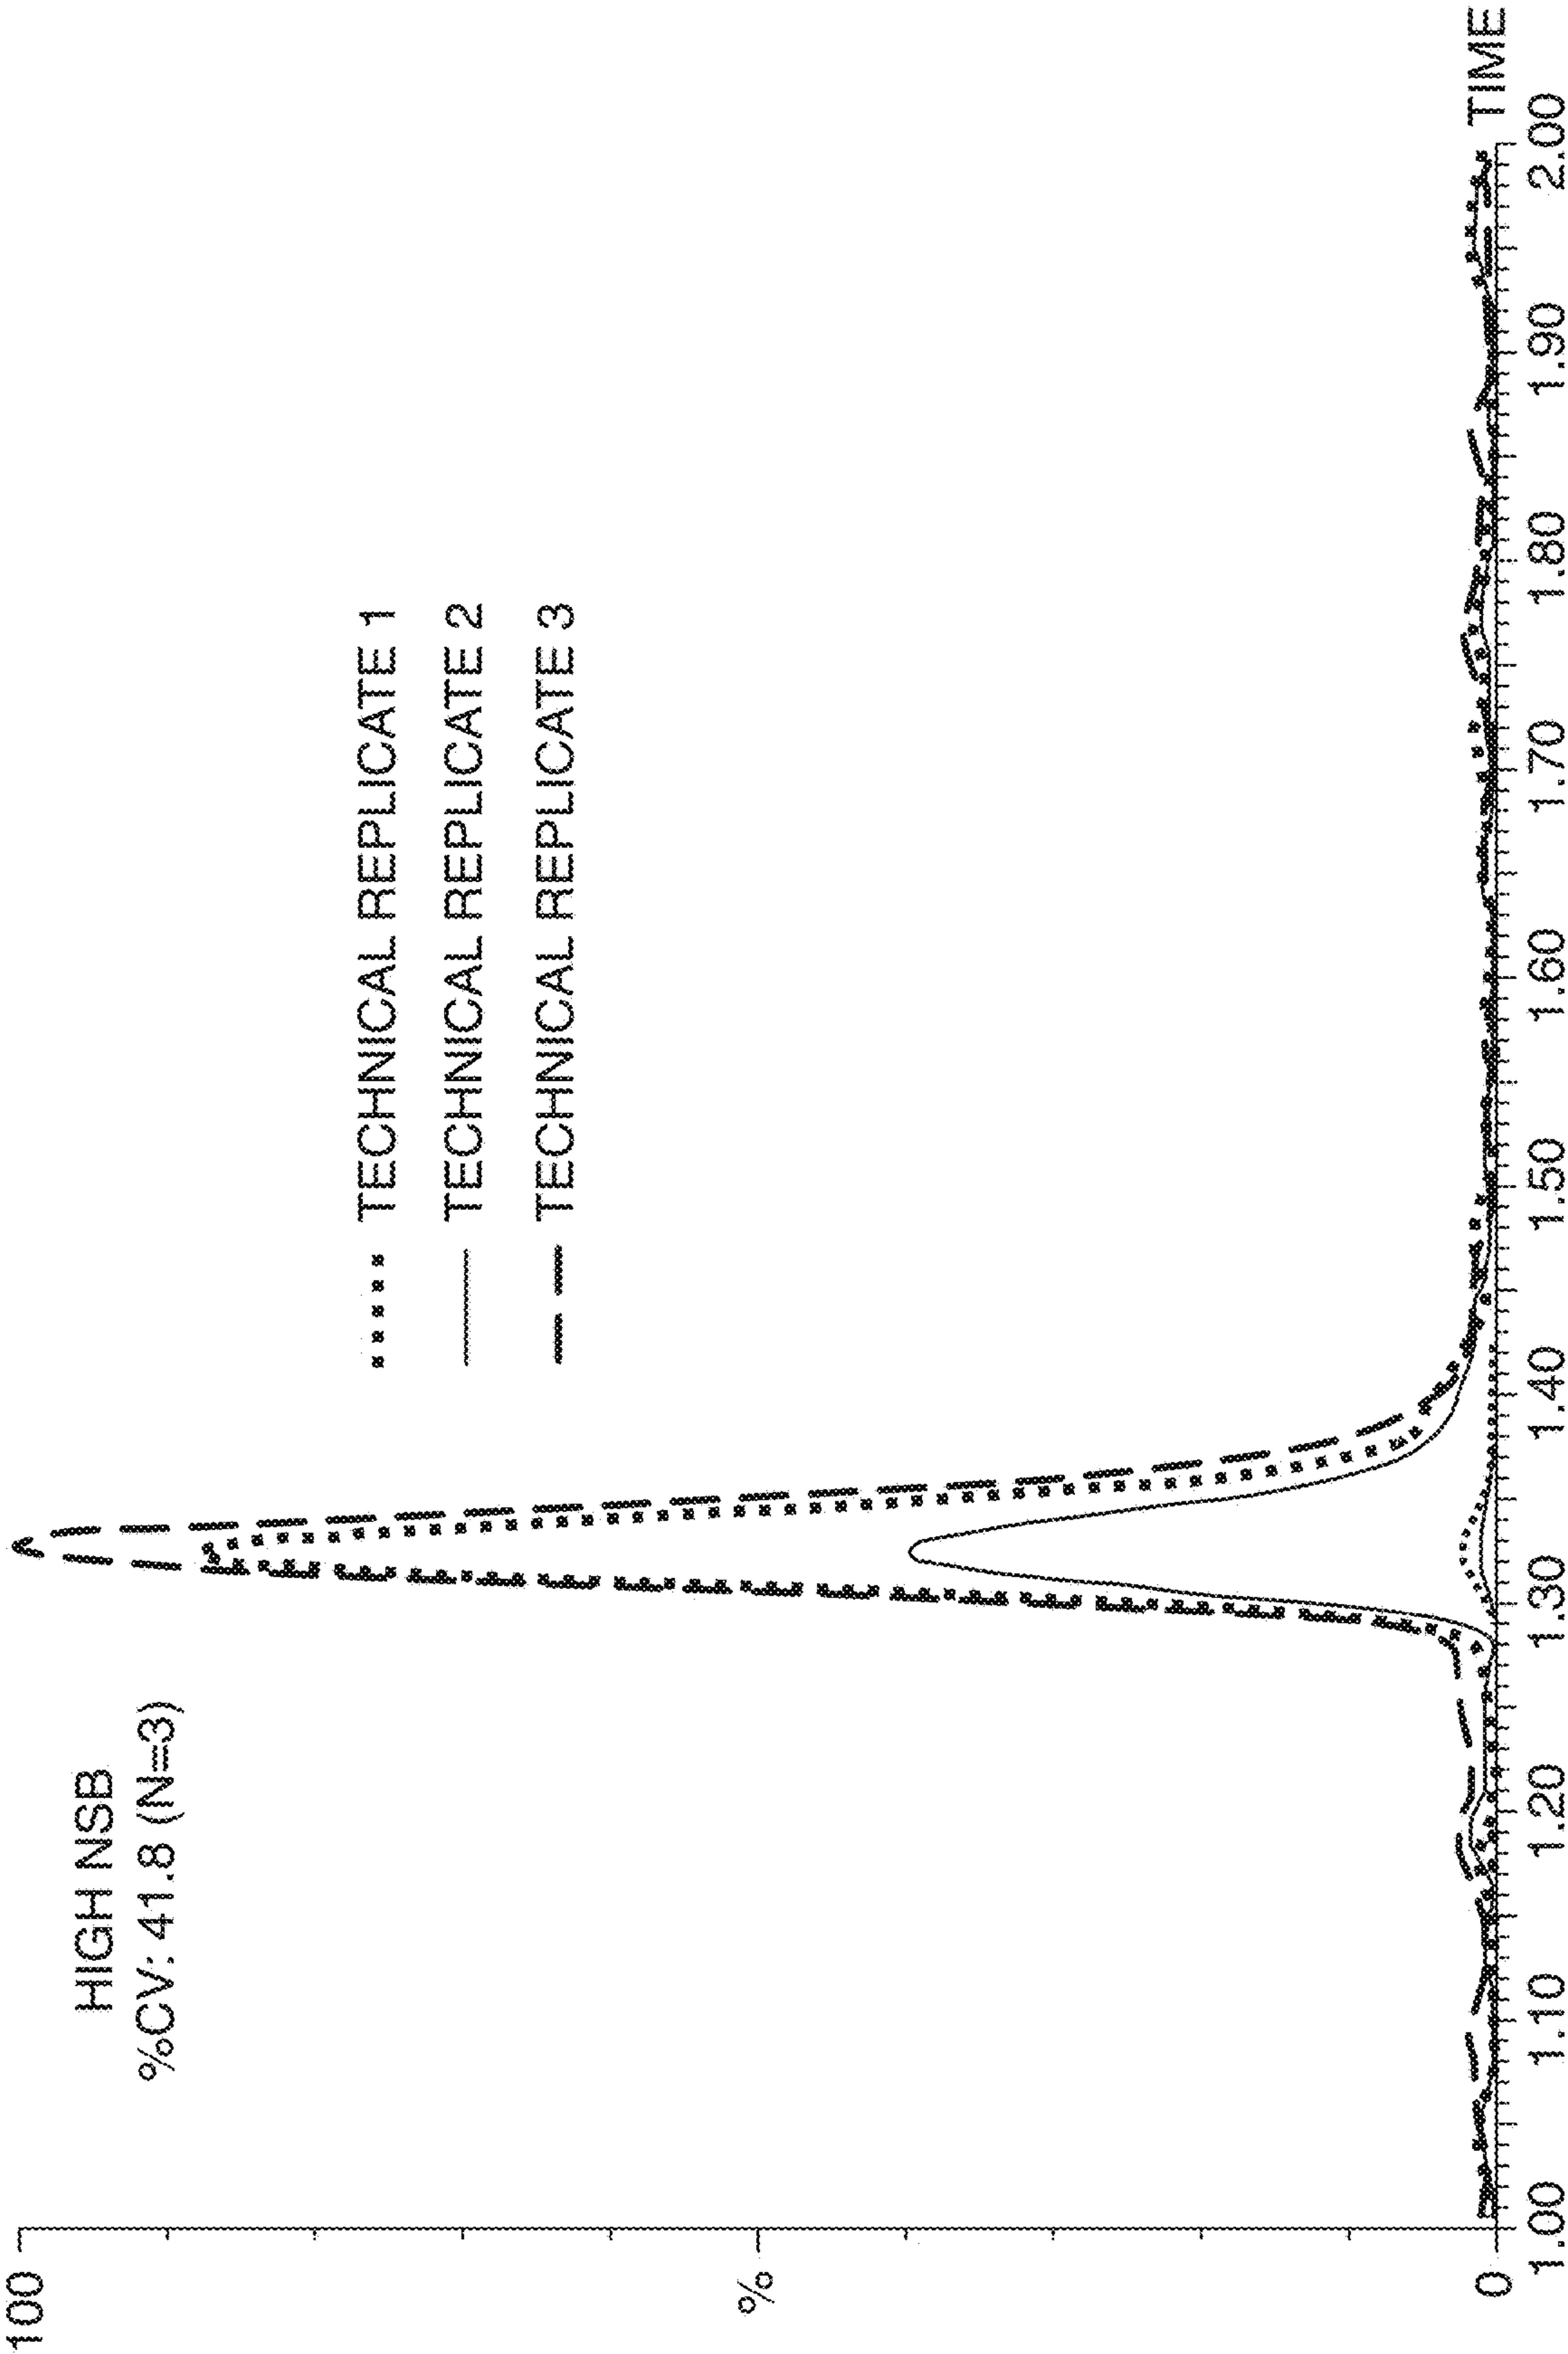 HIGH NSB
%CV: 41.8 (N=3)
TECHNICAL REPLICATE 1
TECHNICAL REPLICATE 2
TECHNICAL REPLICATE 3
100
%
0
1.00 1.10 1.20 1.30 1.40 1.50 1.60 1.70 1.80 1.90 2.00
TIME